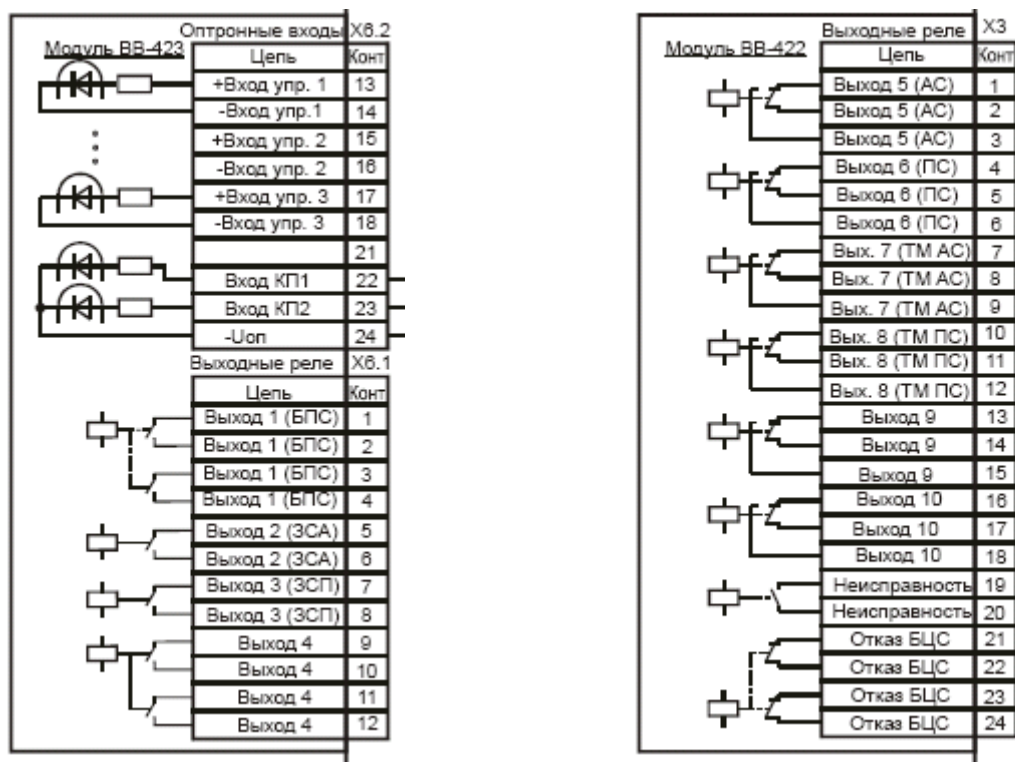 Оптронные входы X6.2
Модуль ВВ-423
Цепь Конт
+Вход упр. 1 13
-Вход упр.1 14
+Вход упр. 2 15
-Вход упр. 2 16
+Вход упр. 3 17
-Вход упр. 3 18
21
Вход КП1 22
Вход КП2 23
-Uоп 24
Выходные реле X6.1
Цепь Конт
Выход 1 (БПС) 1
Выход 1 (БПС) 2
Выход 1 (БПС) 3
Выход 1 (БПС) 4
Выход 2 (ЗСА) 5
Выход 2 (ЗСА) 6
Выход 3 (ЗСП) 7
Выход 3 (ЗСП) 8
Выход 4 9
Выход 4 10
Выход 4 11
Выход 4 12
Выходные реле X3
Модуль ВВ-422
Цепь Конт
Выход 5 (АС) 1
Выход 5 (АС) 2
Выход 5 (АС) 3
Выход 6 (ПС) 4
Выход 6 (ПС) 5
Выход 6 (ПС) 6
Вых. 7 (ТМ АС) 7
Вых. 7 (ТМ АС) 8
Вых. 7 (ТМ АС) 9
Вых. 8 (ТМ ПС) 10
Вых. 8 (ТМ ПС) 11
Вых. 8 (ТМ ПС) 12
Выход 9 13
Выход 9 14
Выход 9 15
Выход 10 16
Выход 10 17
Выход 10 18
Неисправность 19
Неисправность 20
Отказ БЦС 21
Отказ БЦС 22
Отказ БЦС 23
Отказ БЦС 24